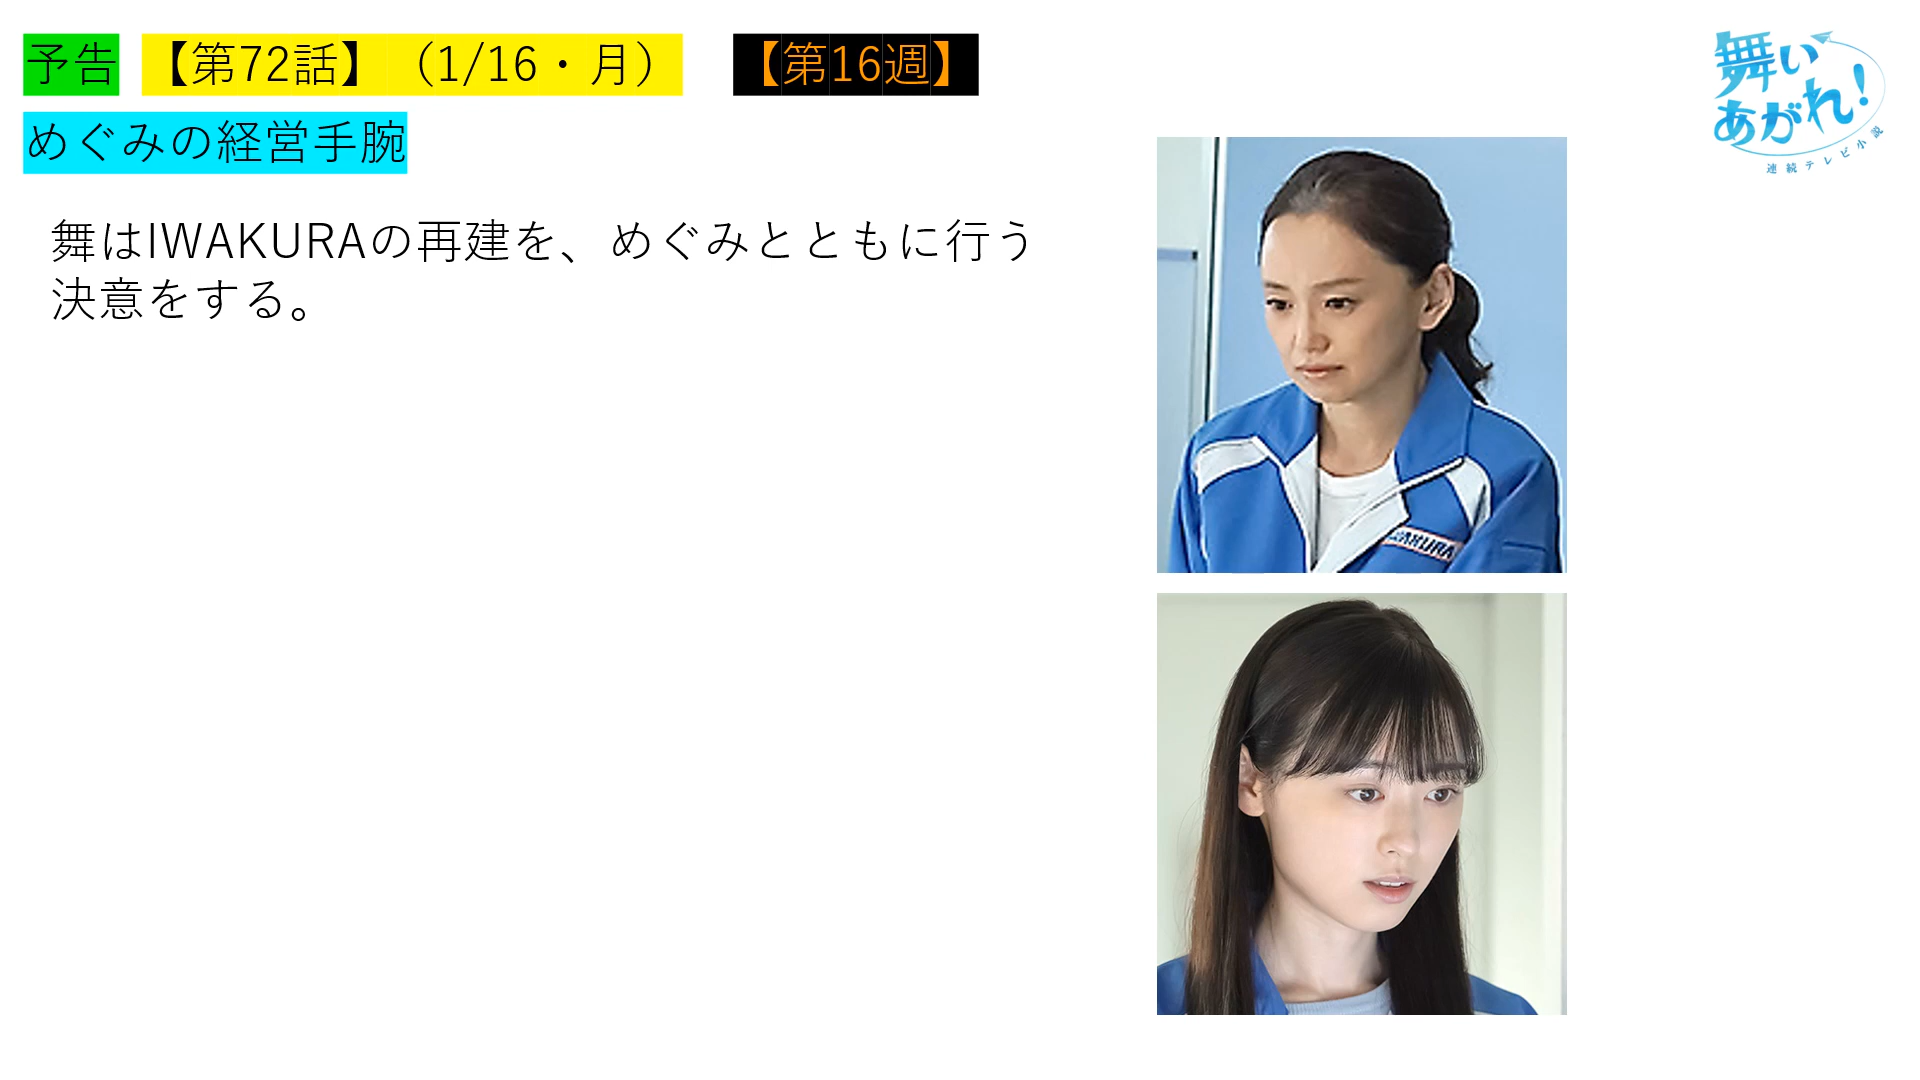 予告 【第72話】（1/16・月） 【第16週】
めぐみの経営手腕
舞はIWAKURAの再建を、めぐみとともに行う
決意をする。
舞い
あがれ！
連続テレビ小説
IWAKURA